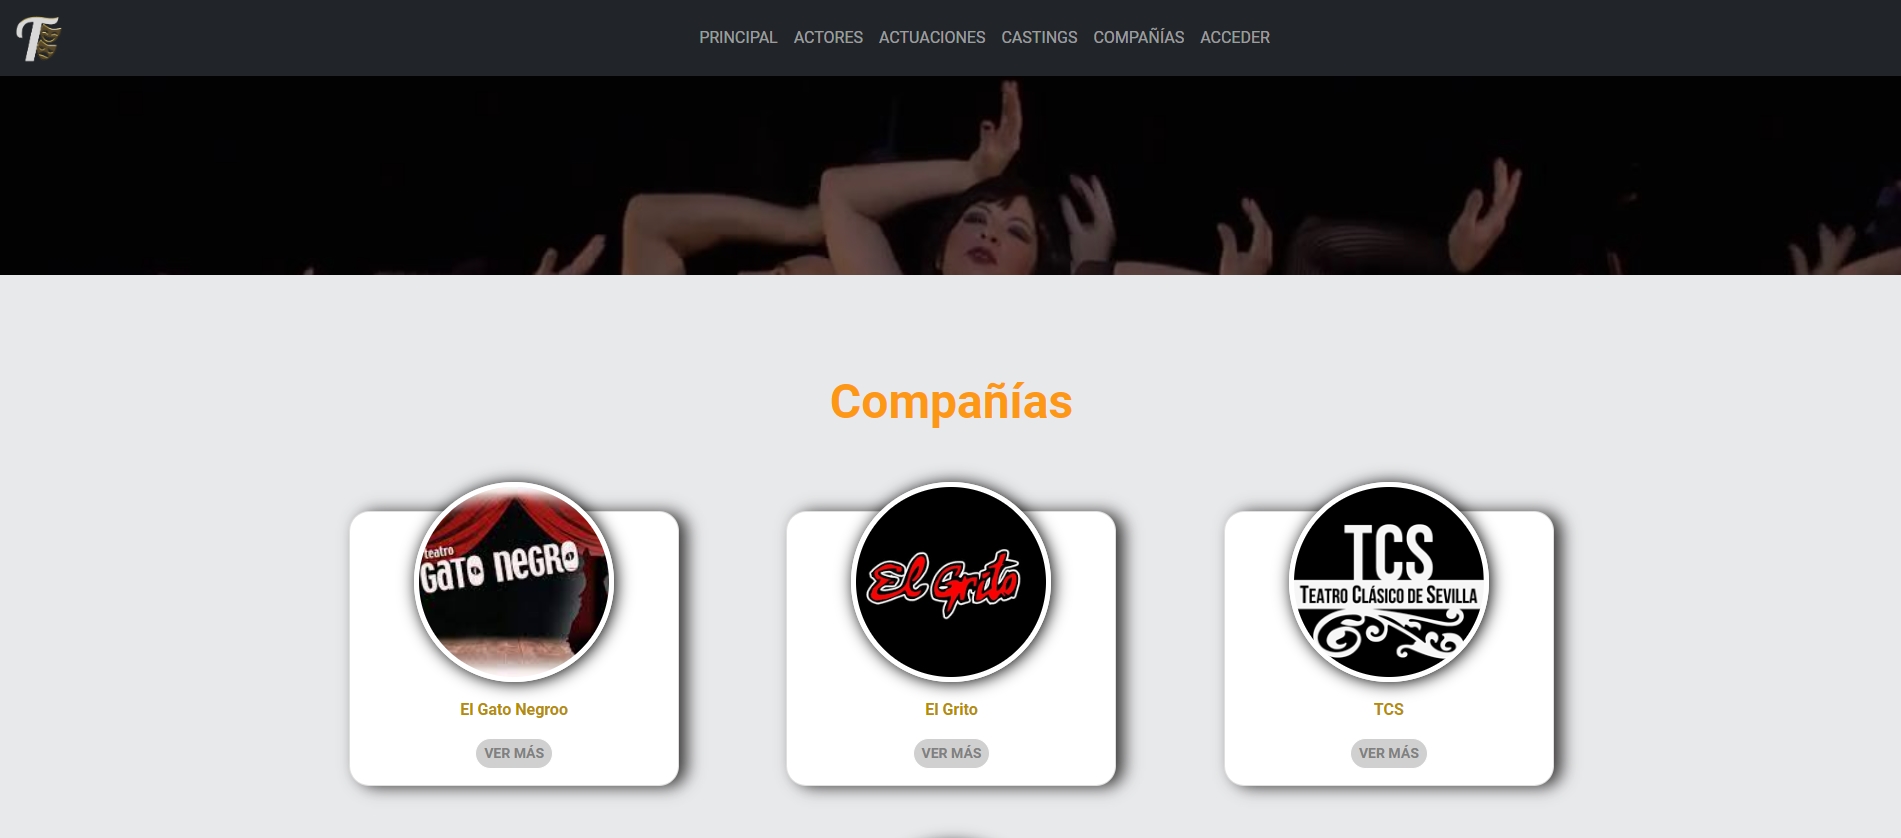 T
PRINCIPAL ACTORES ACTUACIONES CASTINGS COMPAÑÍAS ACCEDER
Compañías
teatro
GATO NEGRO
El Gato Negroo
VER MÁS
El Grito
El Grito
VER MÁS
TCS
TEATRO CLÁSICO DE SEVILLA
TCS
VER MÁS